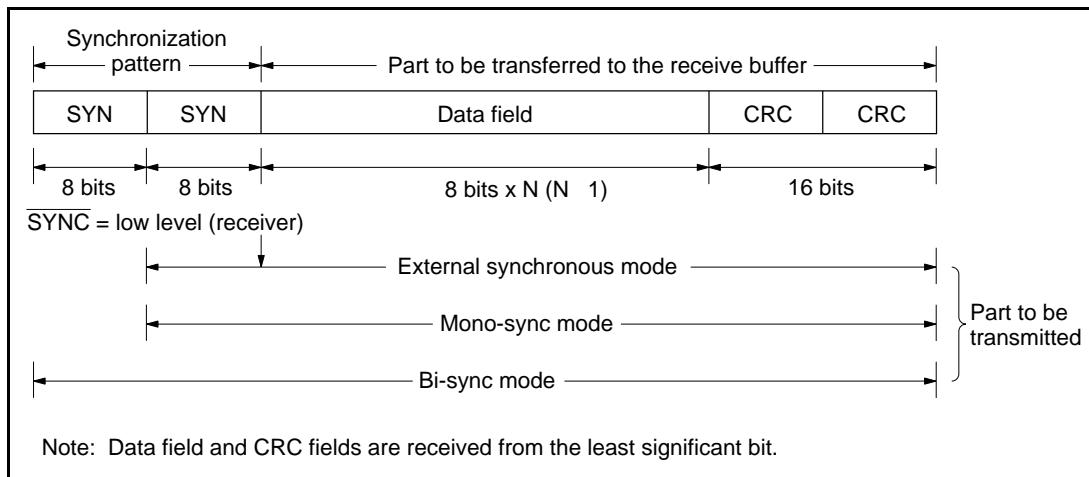 Synchronization
pattern
Part to be transferred to the receive buffer
SYN SYN Data field CRC CRC
8 bits 8 bits 8 bits x N (N 1) 16 bits
SYNC = low level (receiver)
External synchronous mode
Mono-sync mode
Part to be
transmitted
Bi-sync mode
Note: Data field and CRC fields are received from the least significant bit.